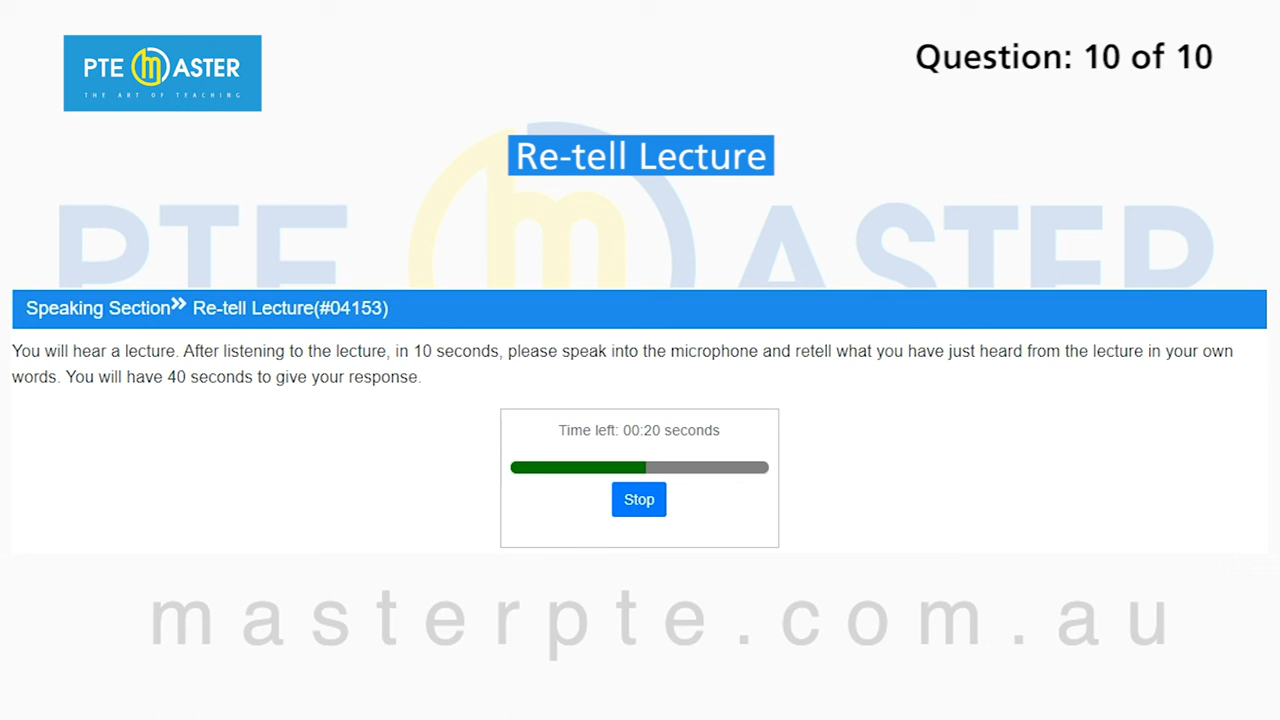 PTE MASTER
THE ART OF TEACHING
Question: 10 of 10
Re-tell Lecture
PTE MASTER
Speaking Section» Re-tell Lecture(#04153)
You will hear a lecture. After listening to the lecture, in 10 seconds, please speak into the microphone and retell what you have just heard from the lecture in your own
words. You will have 40 seconds to give your response.
Time left: 00:20 seconds
Stop
masterpte.com.au